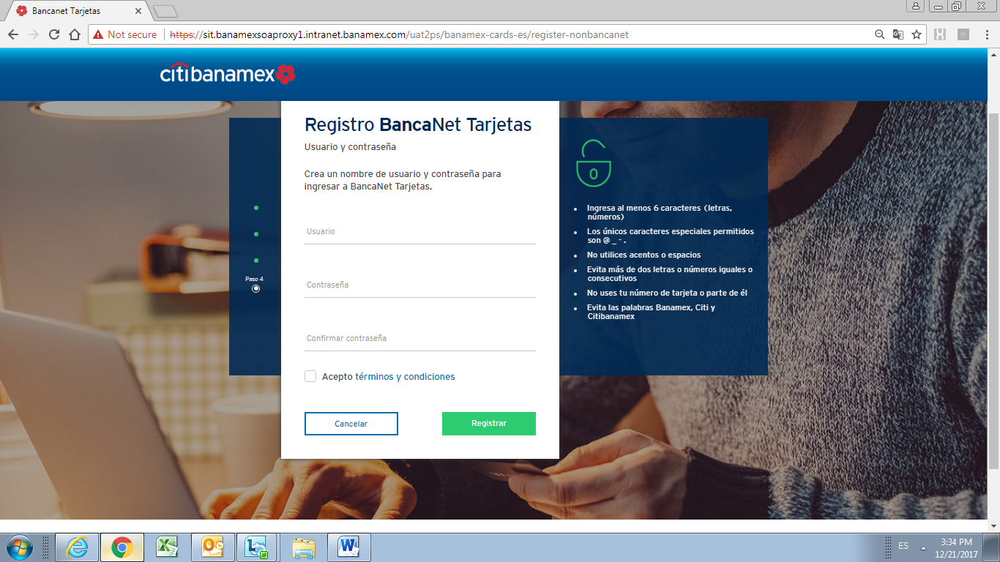 Bancanet Tarjetas
Not secure
https://sit.banamexsoaproxy1.intranet.banamex.com/uat2ps/banamex-cards-es/register-nonbancanet
citibanamex
Registro BancaNet Tarjetas
Usuario y contraseña
Crea un nombre de usuario y contraseña para
ingresar a BancaNet Tarjetas.
Usuario
Contraseña
Confirmar contraseña
Acepto términos y condiciones
Cancelar
Registrar
Paso 4
Ingresa al menos 6 caracteres (letras,
números)
Los únicos caracteres especiales permitidos
son @ _ - .
No utilices acentos o espacios
Evita más de dos letras o números iguales o
consecutivos
No uses tu número de tarjeta o parte de él
Evita las palabras Banamex, Citi y
Citibanamex
ES
3:34 PM
12/21/2017